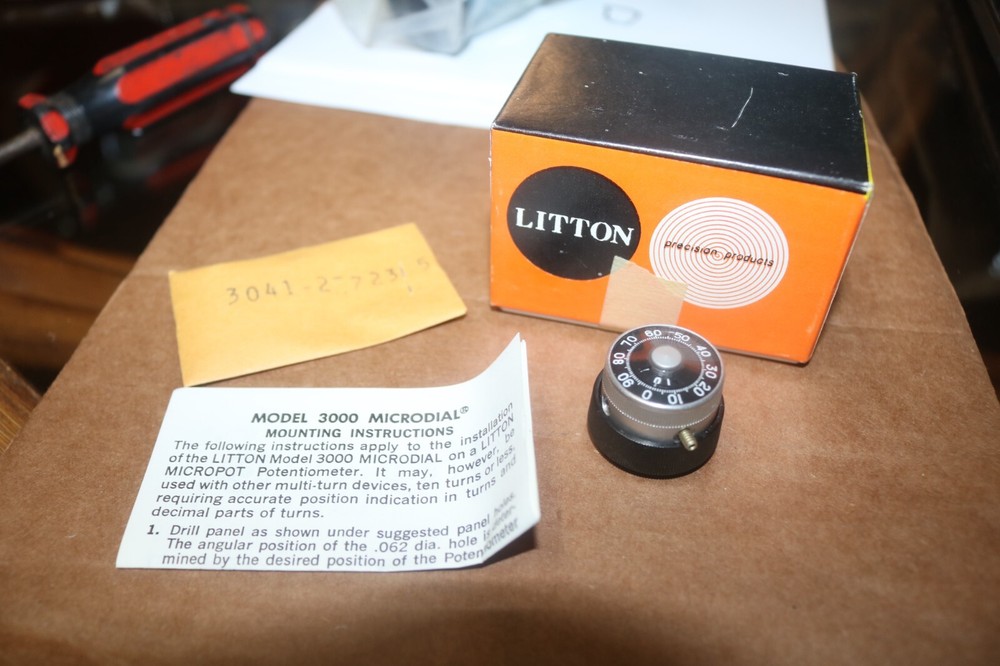 LITTON
precision products
MODEL 3000 MICRODIAL®
MOUNTING INSTRUCTIONS
The following instructions apply to the installation
of the LITTON Model 3000 MICRODIAL on a LITTON
MICROPOT Potentiometer. It may, however, be
used with other multi-turn devices, ten turns or less,
requiring accurate position indication in turns and
decimal parts of turns.
1. Drill panel as shown under suggested panel holes.
The angular position of the .062 dia. hole is deter-
mined by the desired position of the Potentiometer
3041-2
0 10 20 30 40 50 60 70 80 90